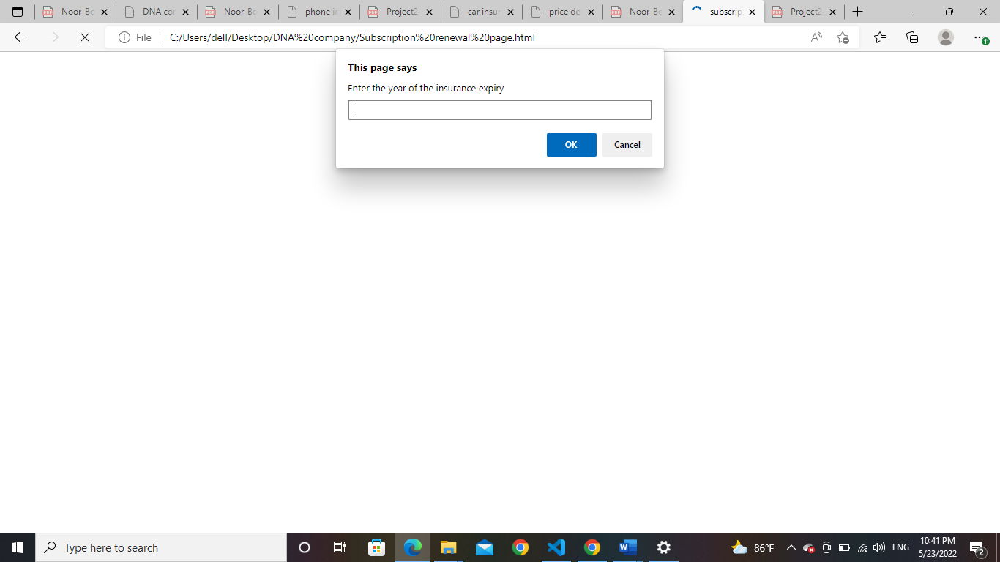 Noor-Bo
DNA co
Noor-Bo
phone in
Project2
car insur
price de
Noor-Bo
subscrip
Project2
File
C:/Users/dell/Desktop/DNA%20company/Subscription%20renewal%20page.html
This page says
Enter the year of the insurance expiry
OK
Cancel
Type here to search
86°F
ENG
10:41 PM
5/23/2022
2